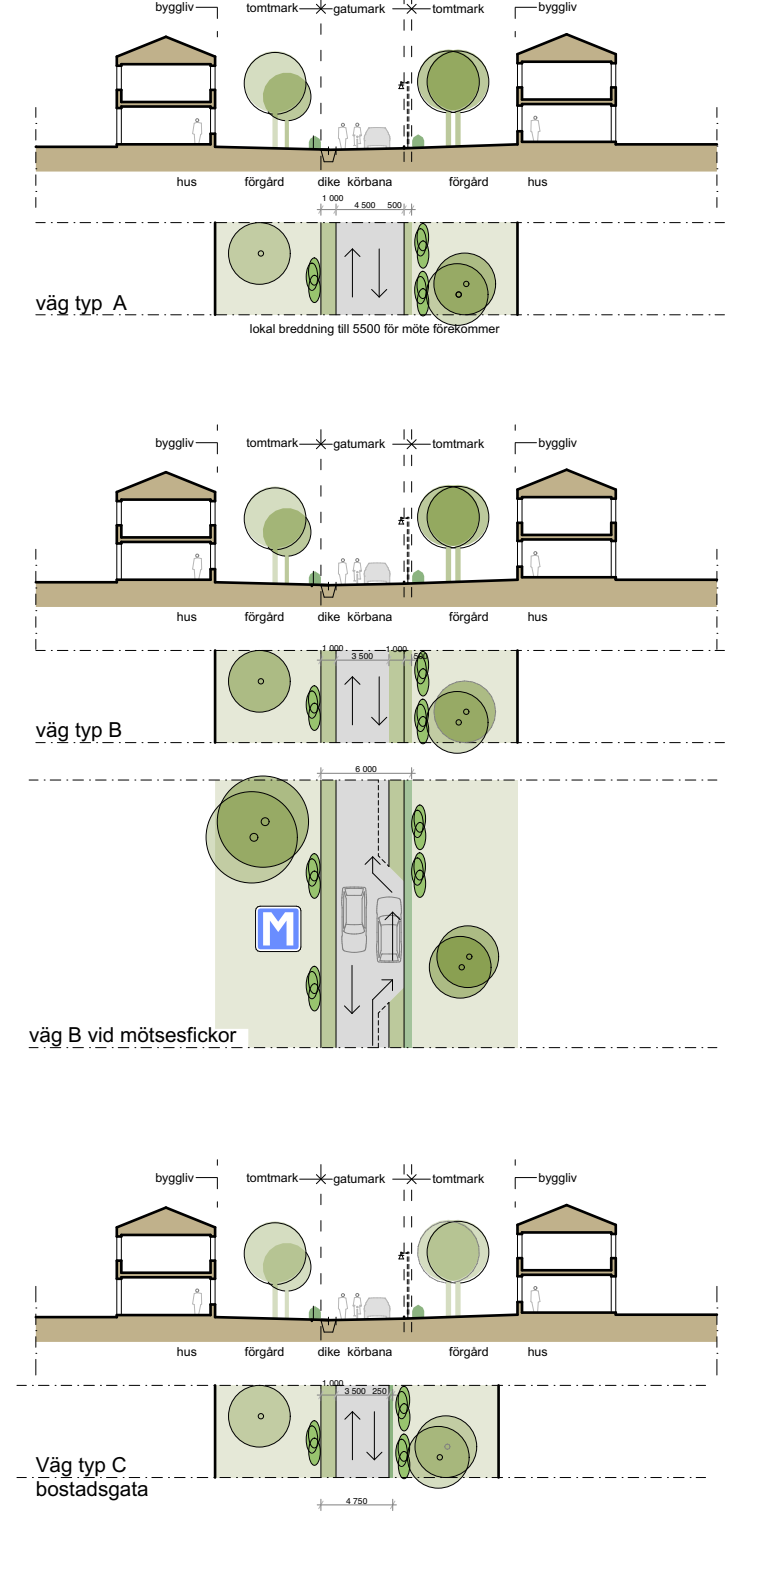 byggliv tomtmark gatumark tomtmark byggliv
hus förgård dike körbana förgård hus
1 000 4 500 500
väg typ A
lokal breddning till 5500 för möte förekommer
byggliv tomtmark gatumark tomtmark byggliv
hus förgård dike körbana förgård hus
1 000 3 500 1 000 500
väg typ B
6 000
M
väg B vid mötsesfickor
byggliv tomtmark gatumark tomtmark byggliv
hus förgård dike körbana förgård hus
1 000 3 500 250
Väg typ C
bostadsgata
4 750